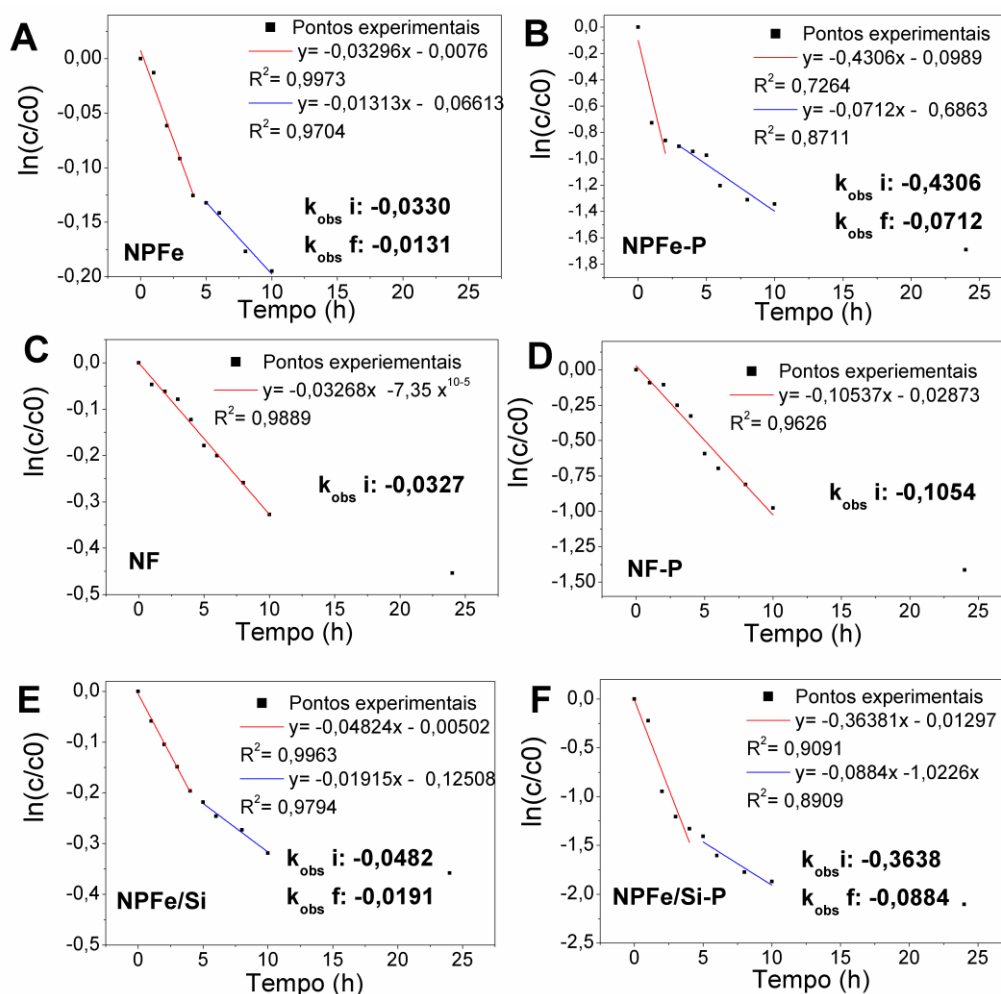 A
ln(c/c0)
0,00
-0,05
-0,10
-0,15
-0,20
Pontos experimentais
y= -0,03296x - 0,0076
R²= 0,9973
y= -0,01313x - 0,06613
R²= 0,9704
k_obs i: -0,0330
k_obs f: -0,0131
NPFe
0 5 10 15 20 25
Tempo (h)
B
ln(c/c0)
0,0
-0,2
-0,4
-0,6
-0,8
-1,0
-1,2
-1,4
-1,6
-1,8
Pontos experimentais
y= -0,4306x - 0,0989
R²= 0,7264
y= -0,0712x - 0,6863
R²= 0,8711
k_obs i: -0,4306
k_obs f: -0,0712
NPFe-P
0 5 10 15 20 25
Tempo (h)
C
ln(c/c0)
0,0
-0,1
-0,2
-0,3
-0,4
-0,5
Pontos experiementais
y= -0,03268x -7,35 x^10-5
R²= 0,9889
k_obs i: -0,0327
NF
0 5 10 15 20 25
Tempo (h)
D
ln(c/c0)
0,00
-0,25
-0,50
-0,75
-1,00
-1,25
-1,50
Pontos experimentais
y= -0,10537x - 0,02873
R²= 0,9626
k_obs i: -0,1054
NF-P
0 5 10 15 20 25
Tempo (h)
E
ln(c/c0)
0,0
-0,1
-0,2
-0,3
-0,4
-0,5
Pontos experimentais
y= -0,04824x - 0,00502
R²= 0,9963
y= -0,01915x - 0,12508
R²= 0,9794
k_obs i: -0,0482
k_obs f: -0,0191
NPFe/Si
0 5 10 15 20 25
Tempo (h)
F
ln(c/c0)
0,0
-0,5
-1,0
-1,5
-2,0
-2,5
Pontos experimentais
y= -0,36381x - 0,01297
R²= 0,9091
y= -0,0884x -1,0226x
R²= 0,8909
k_obs i: -0,3638
k_obs f: -0,0884
NPFe/Si-P
0 5 10 15 20 25
Tempo (h)